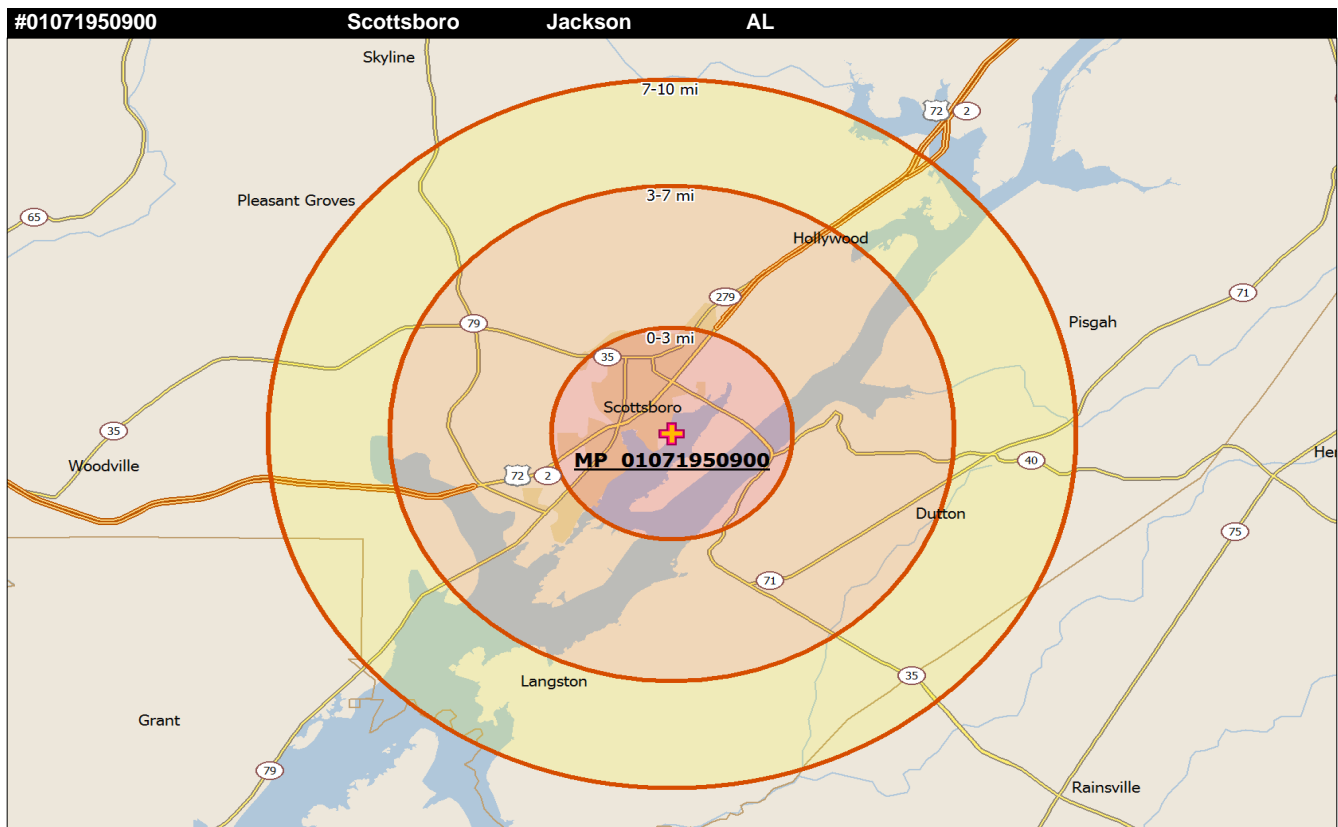 #01071950900 Scottsboro Jackson AL
Skyline
7-10 mi
72 2
Pleasant Groves
3-7 mi
65
Hollywood
71
279
79
Pisgah
0-3 mi
35
Scottsboro
35
MP 01071950900
40
Woodville
72 2
Her
Dutton
75
71
35
Langston
Grant
79
Rainsville